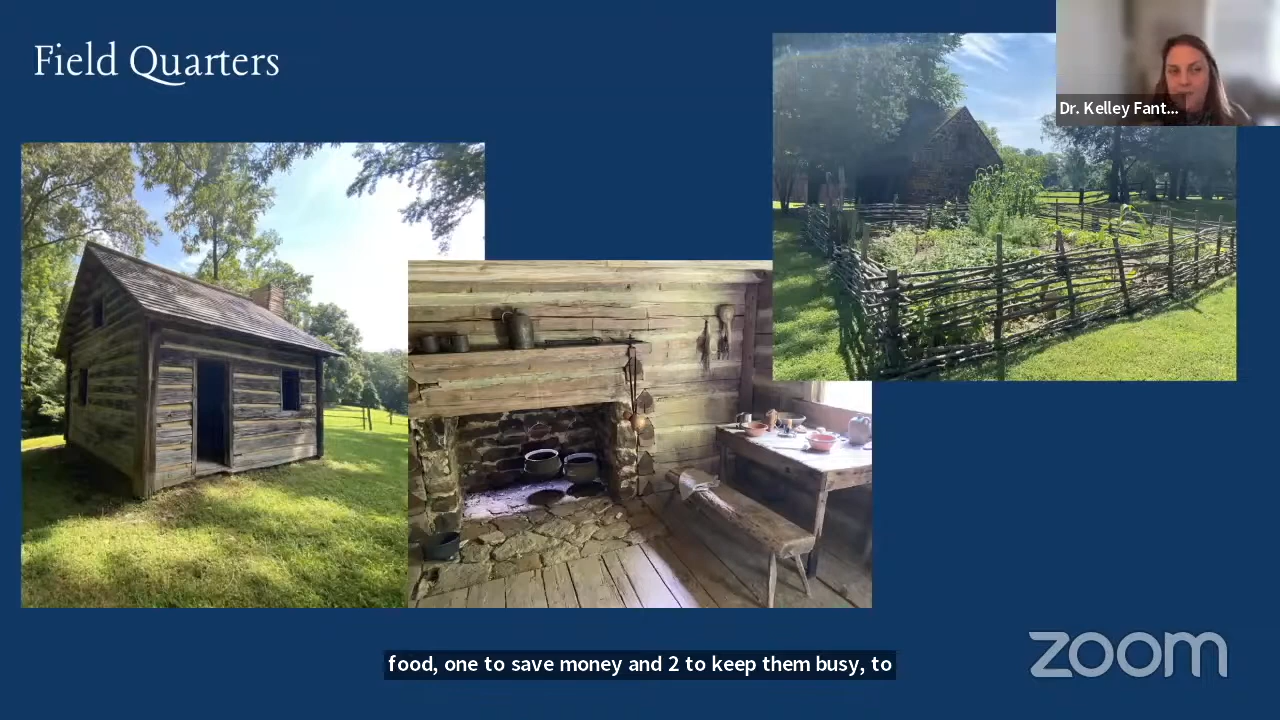 Field Quarters
Dr. Kelley Fant...
food, one to save money and 2 to keep them busy, to
zoom